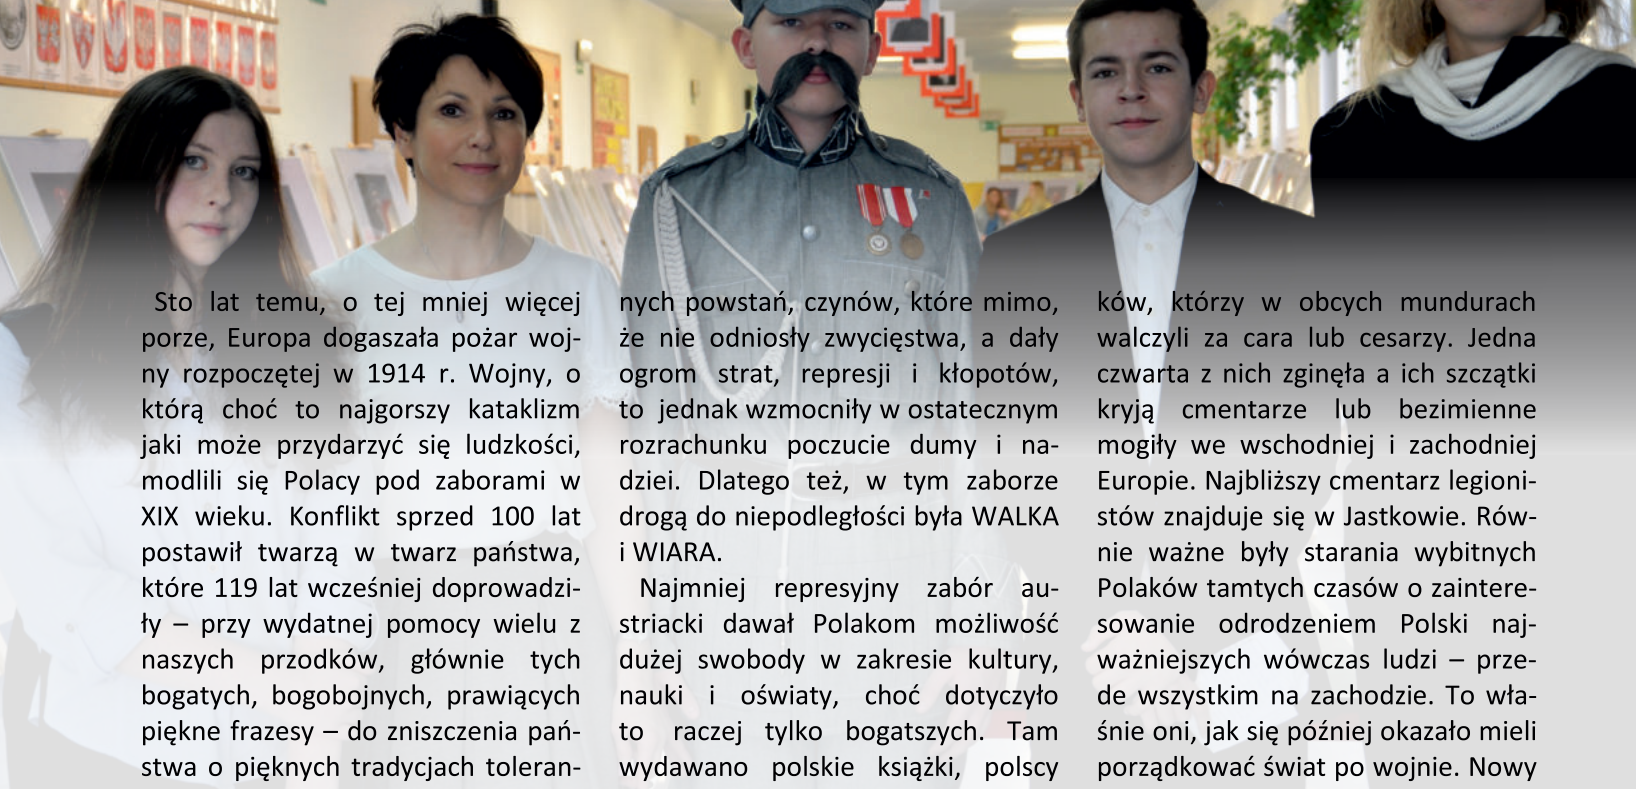 Sto lat temu, o tej mniej więcej
porze, Europa dogaszała pożar woj-
ny rozpoczętej w 1914 r. Wojny, o
którą choć to najgorszy kataklizm
jaki może przydarzyć się ludzkości,
modlili się Polacy pod zaborami w
XIX wieku. Konflikt sprzed 100 lat
postawił twarzą w twarz państwa,
które 119 lat wcześniej doprowadzi-
ły – przy wydatnej pomocy wielu z
naszych przodków, głównie tych
bogatych, bogobojnych, prawiących
piękne frazesy – do zniszczenia pań-
stwa o pięknych tradycjach toleran-
nych powstań, czynów, które mimo,
że nie odniosły zwycięstwa, a dały
ogrom strat, represji i kłopotów,
to jednak wzmocniły w ostatecznym
rozrachunku poczucie dumy i na-
dziei. Dlatego też, w tym zaborze
drogą do niepodległości była WALKA
i WIARA.
Najmniej represyjny zabór au-
striacki dawał Polakom możliwość
dużej swobody w zakresie kultury,
nauki i oświaty, choć dotyczyło
to raczej tylko bogatszych. Tam
wydawano polskie książki, polscy
ków, którzy w obcych mundurach
walczyli za cara lub cesarzy. Jedna
czwarta z nich zginęła a ich szczątki
kryją cmentarze lub bezimienne
mogiły we wschodniej i zachodniej
Europie. Najbliższy cmentarz legioni-
stów znajduje się w Jastkowie. Rów-
nie ważne były starania wybitnych
Polaków tamtych czasów o zaintere-
sowanie odrodzeniem Polski naj-
ważniejszych wówczas ludzi – prze-
de wszystkim na zachodzie. To wła-
śnie oni, jak się później okazało mieli
porządkować świat po wojnie. Nowy